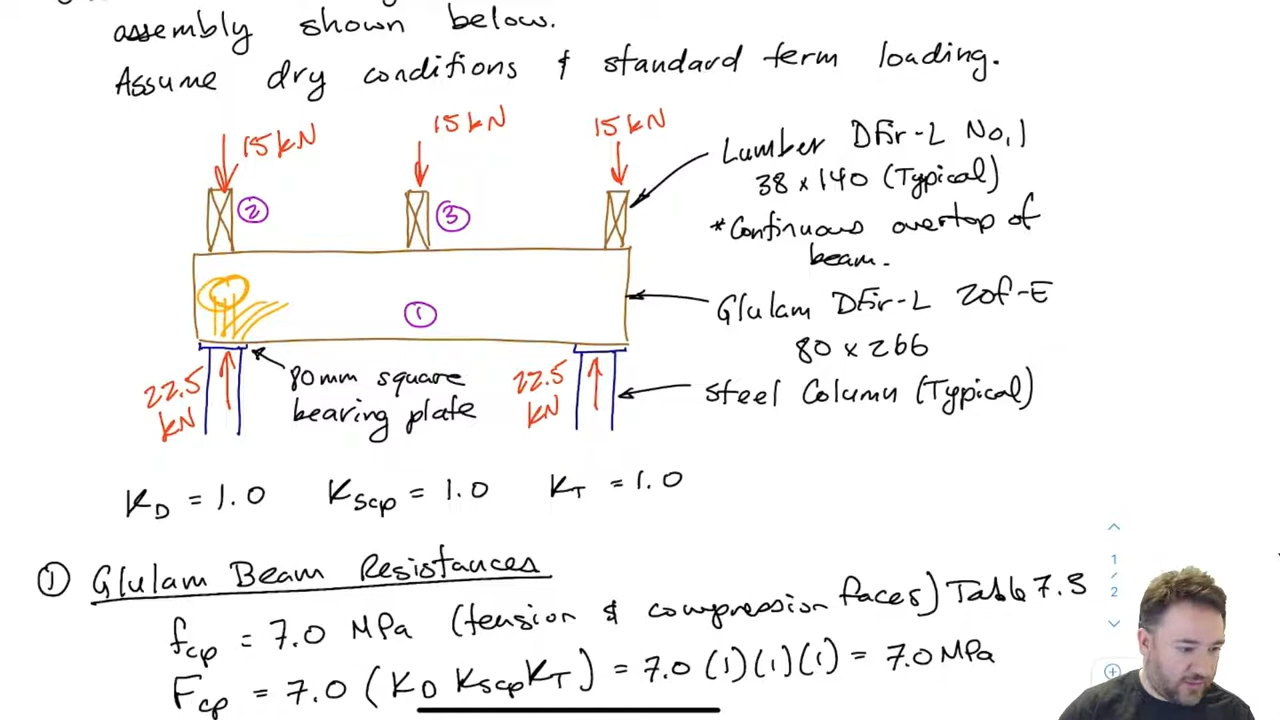 assembly shown below.
Assume dry conditions & standard term loading.
15 kN
15 kN
15 kN
Lumber DFir-L No.1
38 x 140 (Typical)
*Continuous overtop of
beam.
2
3
Glulam DFir-L 20f-E
80 x 266
1
22.5
kN
80mm square
bearing plate
22.5
kN
Steel Column (Typical)
KD = 1.0 KScp = 1.0 KT = 1.0
1 Glulam Beam Resistances
fcp = 7.0 MPa (tension & compression faces) Table 7.3
Fcp = 7.0 (KD KScp KT) = 7.0 (1)(1)(1) = 7.0 MPa
1
/
2